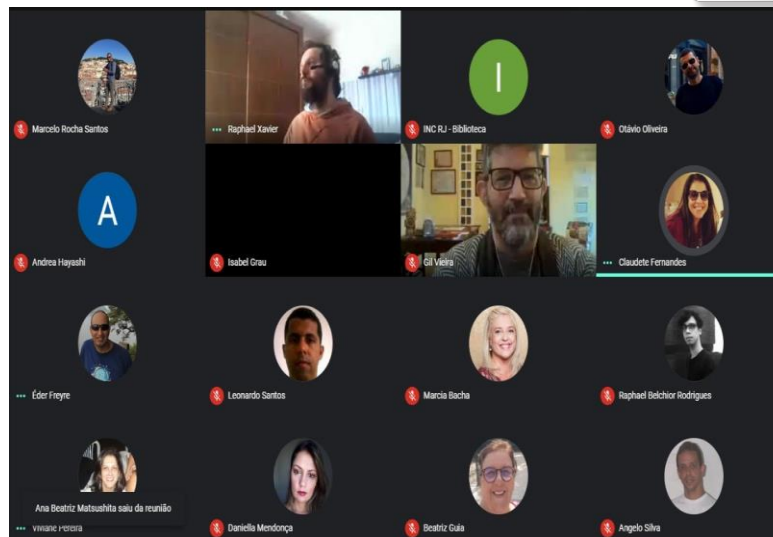 Marcelo Rocha Santos
Raphael Xavier
I
INC RJ - Biblioteca
Otávio Oliveira
A
Andrea Hayashi
Isabel Grau
Gil Vieira
Claudete Fernandes
Éder Freyre
Leonardo Santos
Marcia Bacha
Raphael Belchior Rodrigues
Ana Beatriz Matsushita saiu da reunião
Viviane Pereira
Daniella Mendonça
Beatriz Guia
Angelo Silva